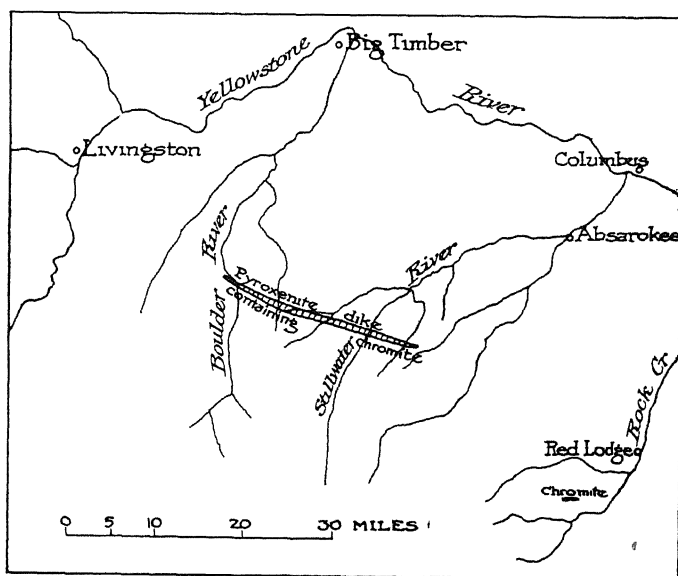 Big Timber
Yellowstone
River
Livingston
Columbus
Absarokee
River
River
Pyroxenite dike
containing chromite
Boulder
Stillwater
Rock Cr
Red Lodge
Chromite
0 5 10 20 30 MILES